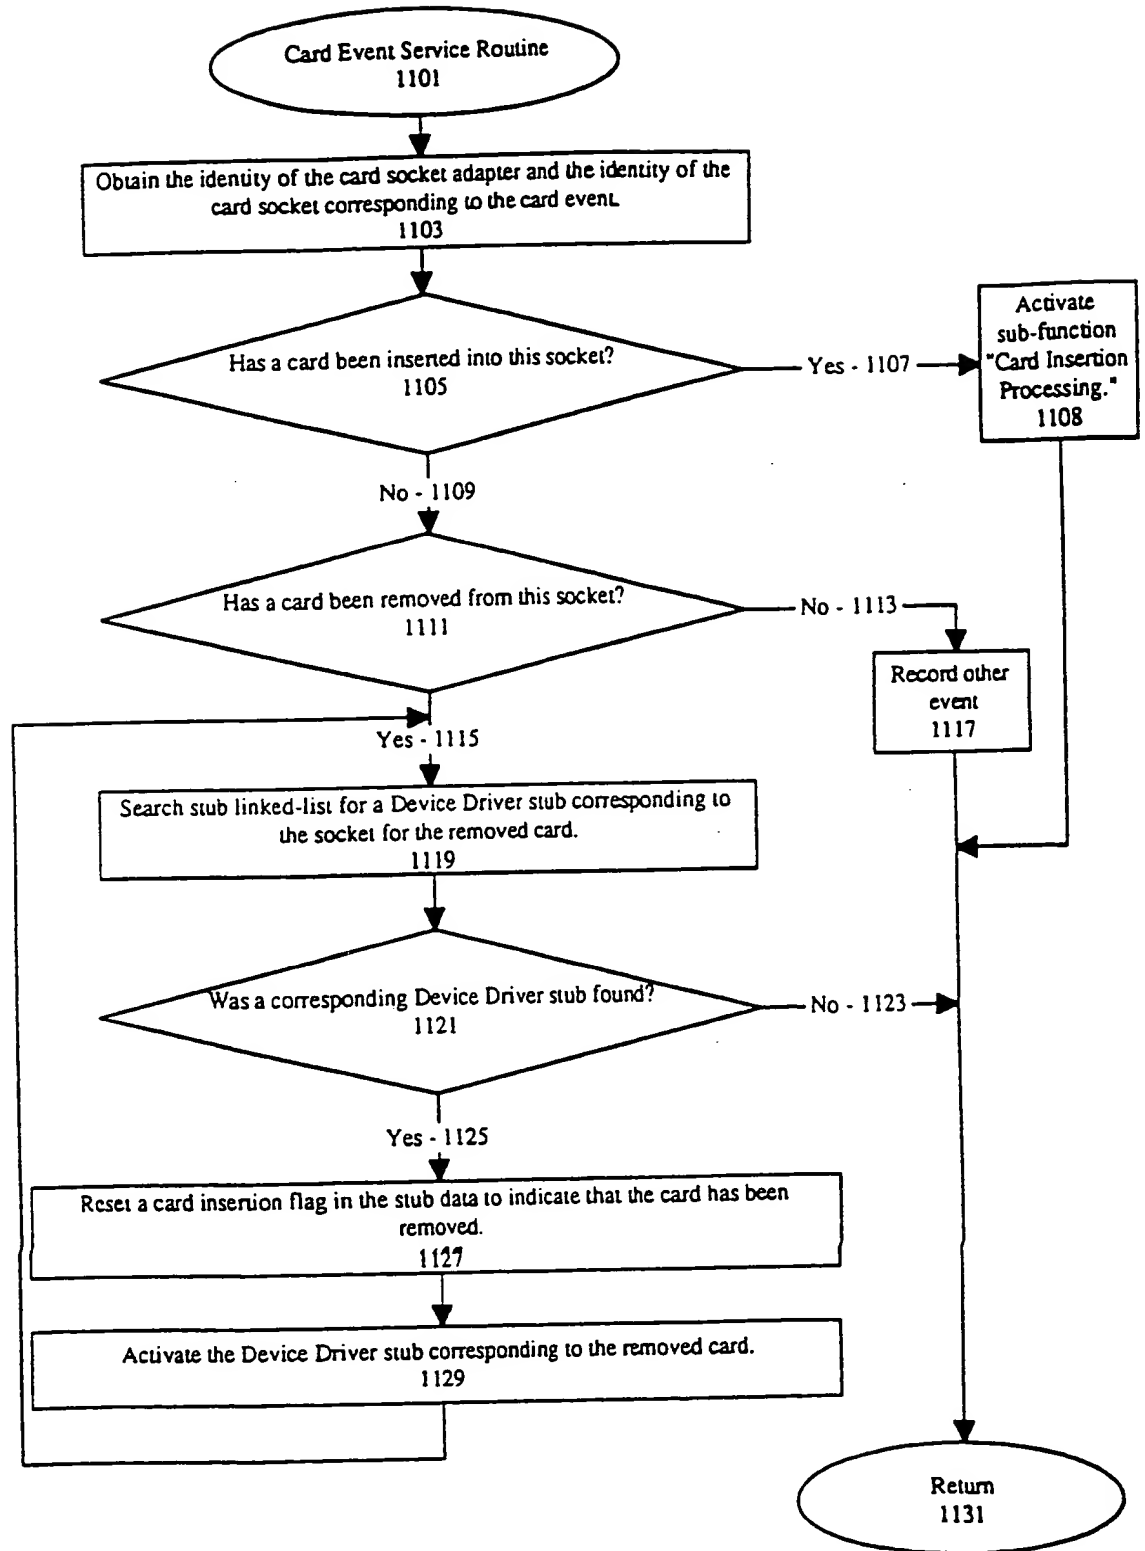 Card Event Service Routine
1101
Obtain the identity of the card socket adapter and the identity of the
card socket corresponding to the card event.
1103
Has a card been inserted into this socket?
1105
Yes - 1107
Activate
sub-function
"Card Insertion
Processing."
1108
No - 1109
Has a card been removed from this socket?
1111
No - 1113
Record other
event
1117
Yes - 1115
Search stub linked-list for a Device Driver stub corresponding to
the socket for the removed card.
1119
Was a corresponding Device Driver stub found?
1121
No - 1123
Yes - 1125
Reset a card insertion flag in the stub data to indicate that the card has been
removed.
1127
Activate the Device Driver stub corresponding to the removed card.
1129
Return
1131